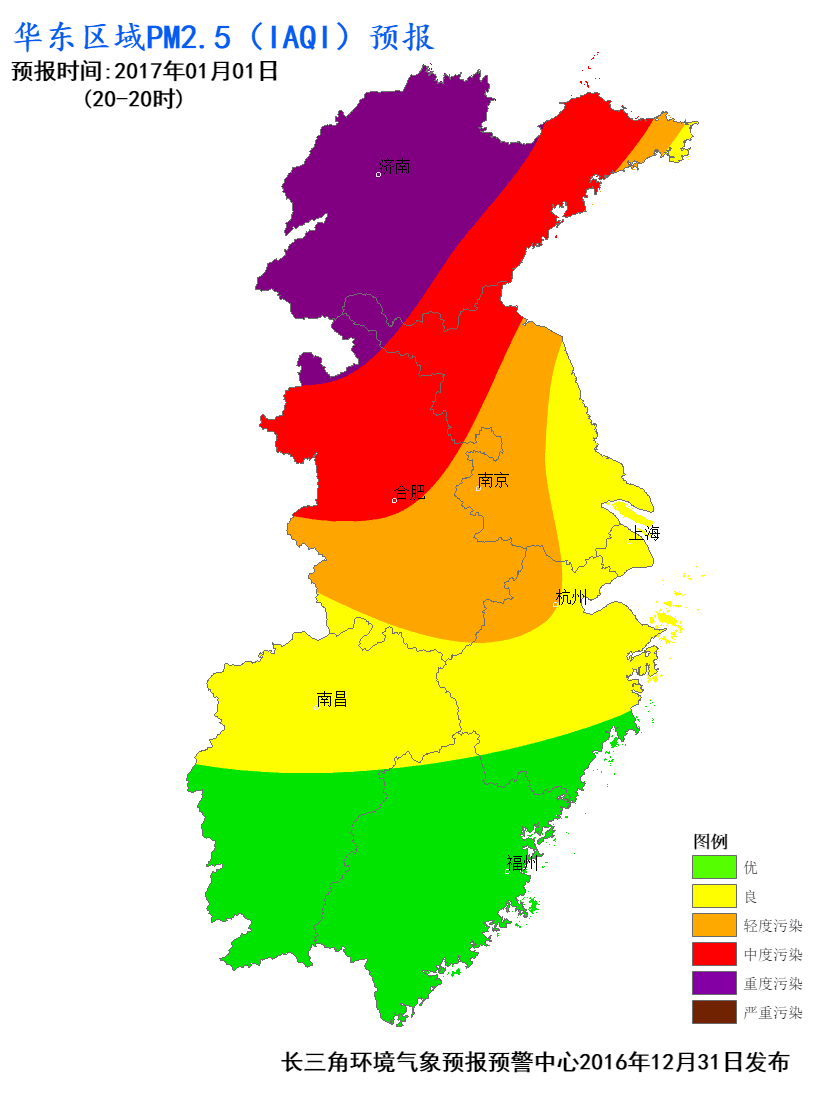 华东区域PM2.5（IAQI）预报
预报时间:2017年01月01日
(20-20时)
济南
合肥
南京
上海
杭州
南昌
福州
图例
优
良
轻度污染
中度污染
重度污染
严重污染
长三角环境气象预报预警中心2016年12月31日发布